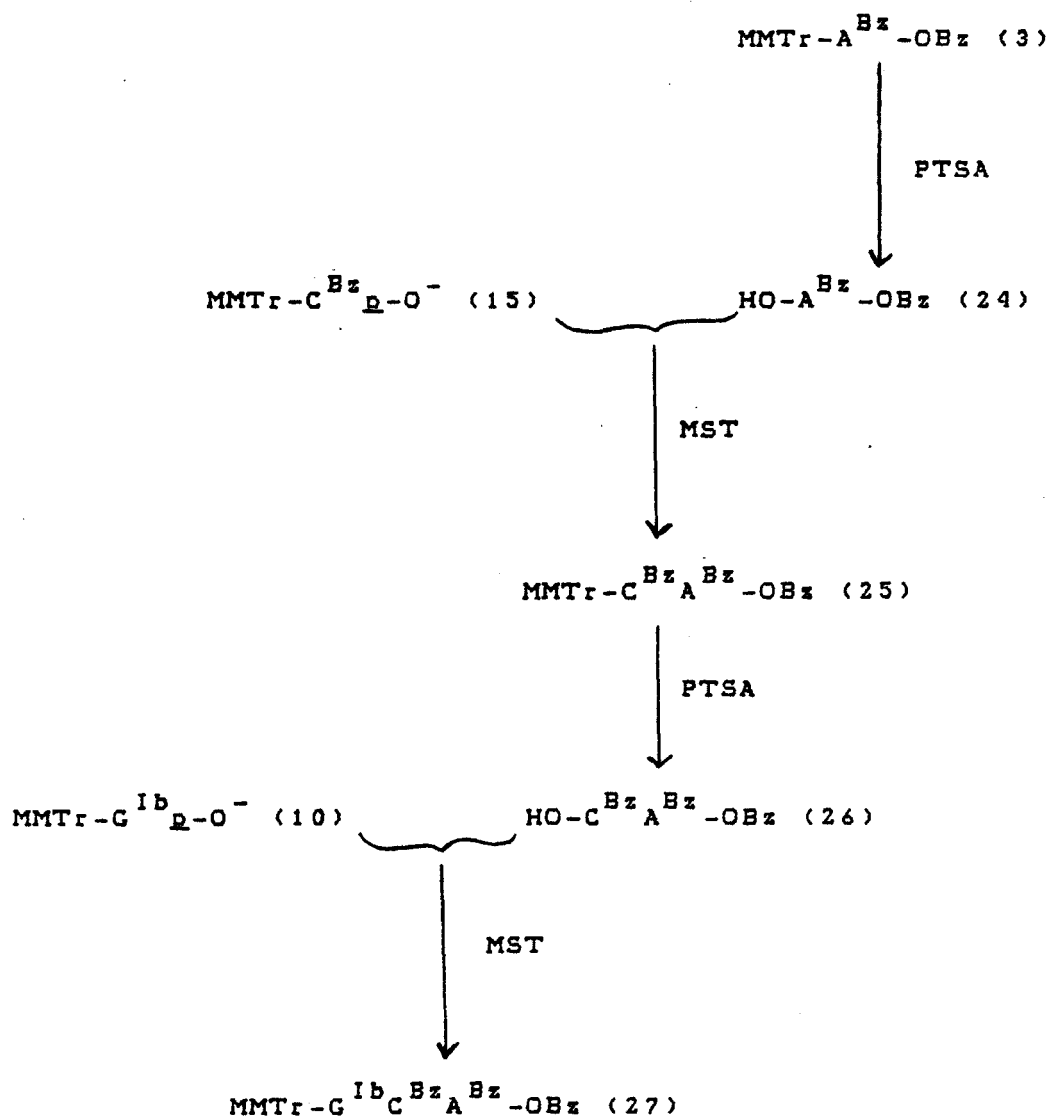 MMTr-A^Bz-OBz (3)
PTSA
MMTr-C^Bz p-O^- (15)
HO-A^Bz-OBz (24)
MST
MMTr-C^Bz A^Bz-OBz (25)
PTSA
MMTr-G^Ib p-O^- (10)
HO-C^Bz A^Bz-OBz (26)
MST
MMTr-G^Ib C^Bz A^Bz-OBz (27)